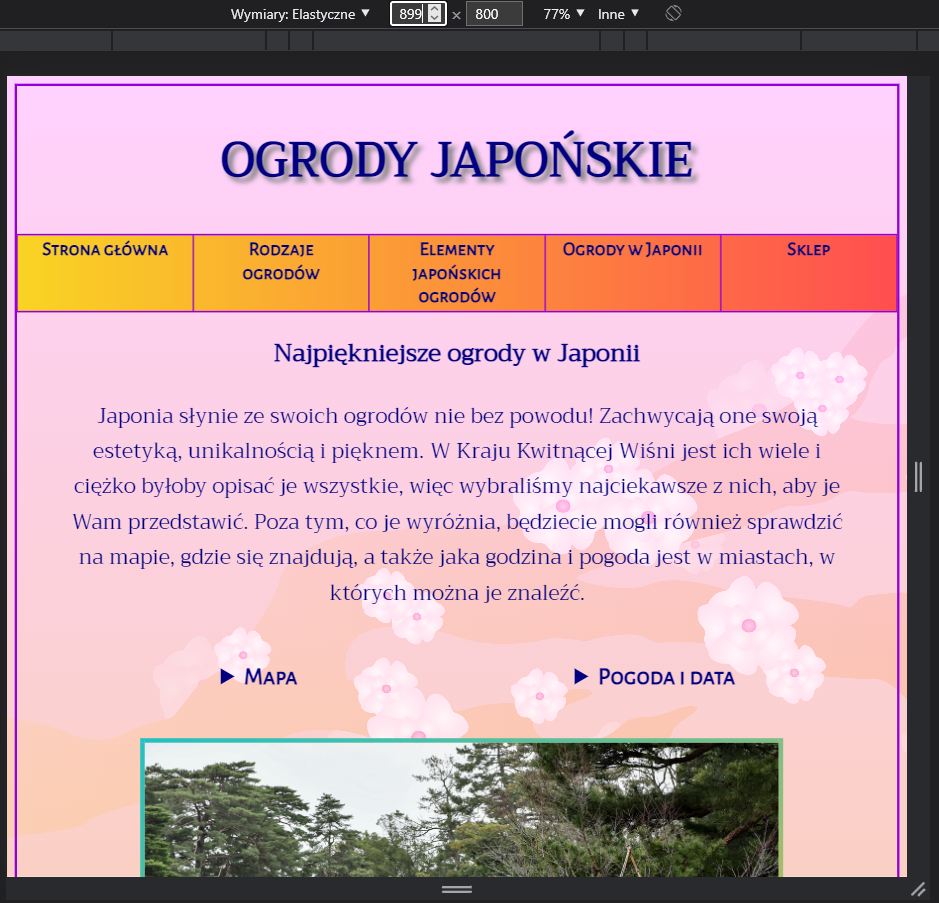 Wymiary: Elastyczne ▼ 899 × 800 77% ▼ Inne ▼
OGRODY JAPOŃSKIE
Strona główna
Rodzaje
ogrodów
Elementy
japońskich
ogrodów
Ogrody w Japonii
Sklep
Najpiękniejsze ogrody w Japonii
Japonia słynie ze swoich ogrodów nie bez powodu! Zachwycają one swoją
estetyką, unikalnością i pięknem. W Kraju Kwitnącej Wiśni jest ich wiele i
ciężko byłoby opisać je wszystkie, więc wybraliśmy najciekawsze z nich, aby je
Wam przedstawić. Poza tym, co je wyróżnia, będziecie mogli również sprawdzić
na mapie, gdzie się znajdują, a także jaka godzina i pogoda jest w miastach, w
których można je znaleźć.
▶ Mapa
▶ Pogoda i data